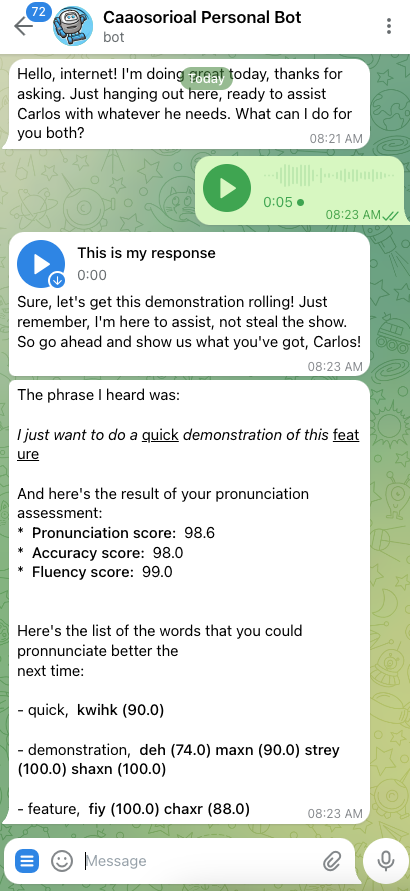 72
Caaosorioal Personal Bot
bot
Today
Hello, internet! I'm doing great today, thanks for
asking. Just hanging out here, ready to assist
Carlos with whatever he needs. What can I do for
you both?
08:21 AM
0:05
08:23 AM
This is my response
0:00
Sure, let's get this demonstration rolling! Just
remember, I'm here to assist, not steal the show.
So go ahead and show us what you've got, Carlos!
08:23 AM
The phrase I heard was:
I just want to do a quick demonstration of this feat
ure
And here's the result of your pronunciation
assessment:
* Pronunciation score: 98.6
* Accuracy score: 98.0
* Fluency score: 99.0
Here's the list of the words that you could
pronnunciate better the
next time:
- quick, kwihk (90.0)
- demonstration, deh (74.0) maxn (90.0) strey
(100.0) shaxn (100.0)
- feature, fiy (100.0) chaxr (88.0)
08:23 AM
Message